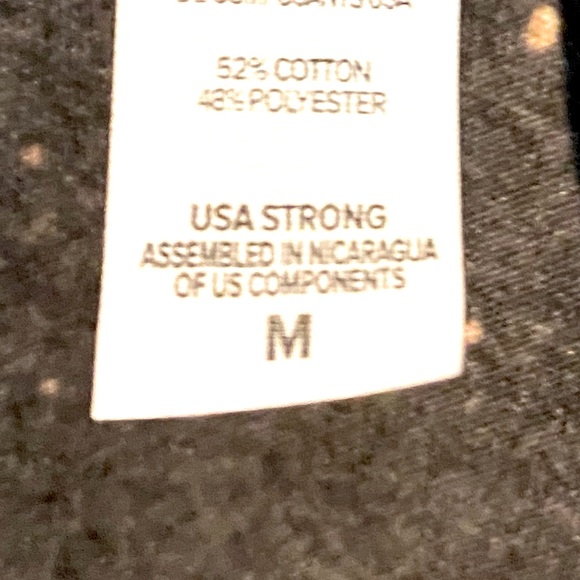 52% COTTON
48% POLYESTER
USA STRONG
ASSEMBLED IN NICARAGUA
OF US COMPONENTS
M